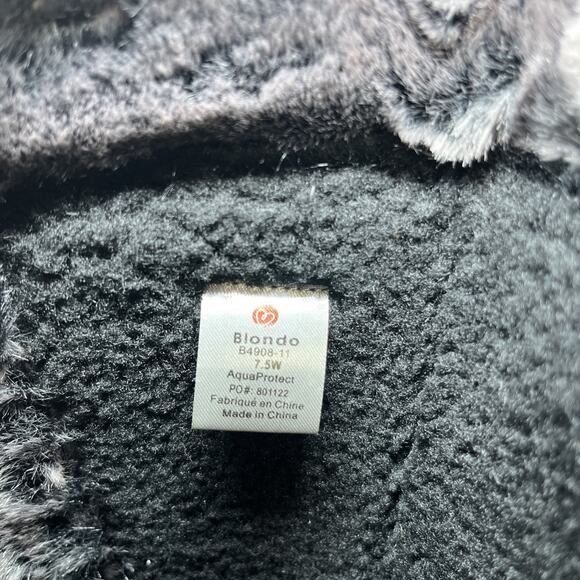 Blondo
B4908-11
7.5W
AquaProtect
PO#: 801122
Fabriqué en Chine
Made in China